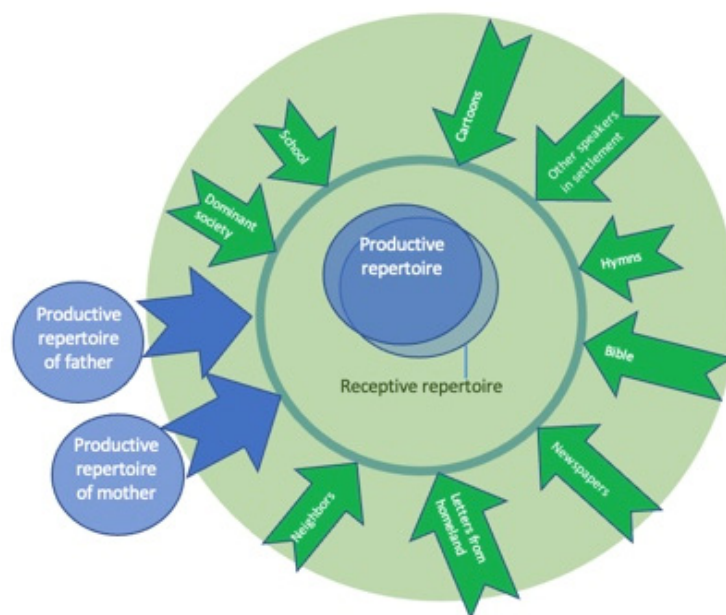 Cartoons
Other speakers
in settlement
School
Dominant
society
Hymns
Productive
repertoire
Productive
repertoire
of father
Bible
Receptive repertoire
Productive
repertoire
of mother
Newspapers
Neighbors
Letters from
homeland